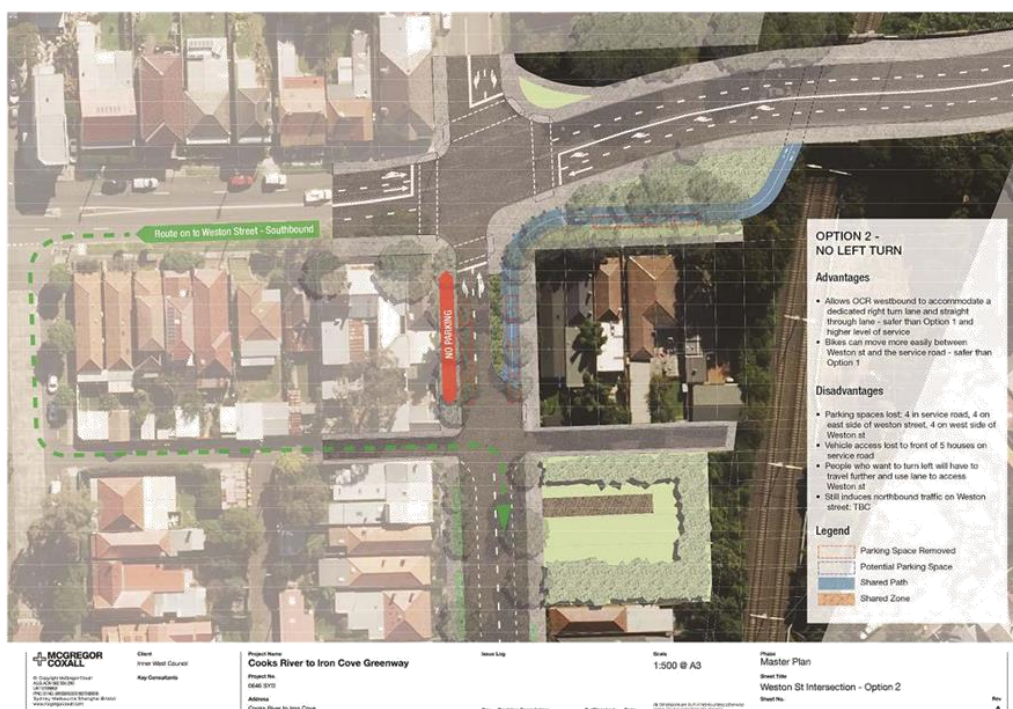 Route on to Weston Street - Southbound
NO PARKING
OPTION 2 -
NO LEFT TURN
Advantages
• Allows OCR westbound to accommodate a
dedicated right turn lane and straight
through lane - safer than Option 1 and
higher level of service
• Bikes can move more easily between
Weston st and the service road - safer than
Option 1
Disadvantages
• Parking spaces lost: 4 in service road, 4 on
east side of weston street, 4 on west side of
Weston st
• Vehicle access lost to front of 5 houses on
service road
• People who want to turn left will have to
travel further and use lane to access
Weston st
• Still induces northbound traffic on Weston
street: TBC
Legend
Parking Space Removed
Potential Parking Space
Shared Path
Shared Zone
MCGREGOR
COXALL
Client
Inner West Council
Key Consultants
Project Name
Cooks River to Iron Cove Greenway
Project No.
Address
Cooks River to Iron Cove
Issue Log
Scale
1:500 @ A3
Phase
Master Plan
Sheet Title
Weston St Intersection - Option 2
Sheet No.
Rev
A